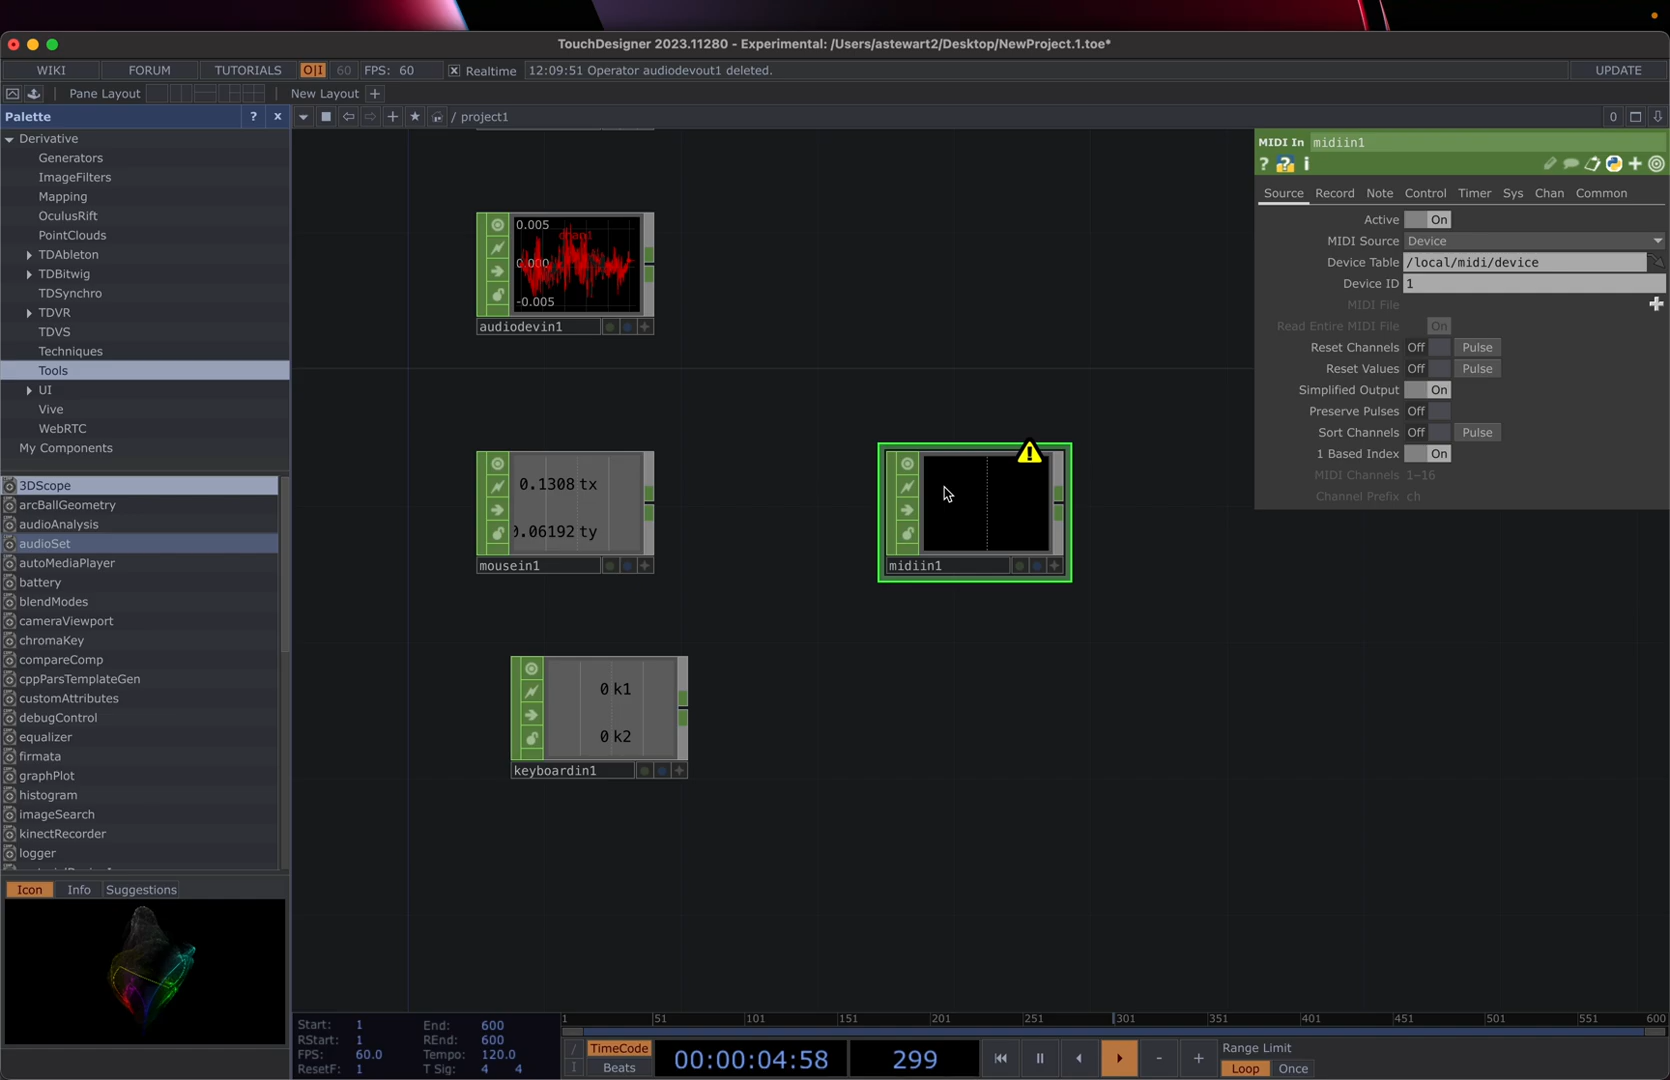 TouchDesigner 2023.11280 - Experimental: /Users/astewart2/Desktop/NewProject.1.toe*
WIKI FORUM TUTORIALS O|I 60 FPS: 60 Realtime 12:09:51 Operator audiodevout1 deleted. UPDATE
Pane Layout New Layout +
Palette ? x
/ project1 0
Derivative
Generators
ImageFilters
Mapping
OculusRift
PointClouds
TDAbleton
TDBitwig
TDSynchro
TDVR
TDVS
Techniques
Tools
UI
Vive
WebRTC
My Components
3DScope
arcBallGeometry
audioAnalysis
audioSet
autoMediaPlayer
battery
blendModes
cameraViewport
chromaKey
compareComp
cppParsTemplateGen
customAttributes
debugControl
equalizer
firmata
graphPlot
histogram
imageSearch
kinectRecorder
logger
Icon Info Suggestions
0.005
chan1
0.000
-0.005
audiodevin1
0.1308 tx
0.06192 ty
mousein1
0 k1
0 k2
keyboardin1
midiin1
MIDI In midiin1
? ? i
Source Record Note Control Timer Sys Chan Common
Active On
MIDI Source Device
Device Table /local/midi/device
Device ID 1
MIDI File
Read Entire MIDI File On
Reset Channels Off Pulse
Reset Values Off Pulse
Simplified Output On
Preserve Pulses Off
Sort Channels Off Pulse
1 Based Index On
MIDI Channels 1-16
Channel Prefix ch
Start: 1 End: 600
RStart: 1 REnd: 600
FPS: 60.0 Tempo: 120.0
ResetF: 1 T Sig: 4 4
1 51 101 151 201 251 301 351 401 451 501 551 600
TimeCode
Beats
00:00:04:58 299
- +
Range Limit
Loop Once